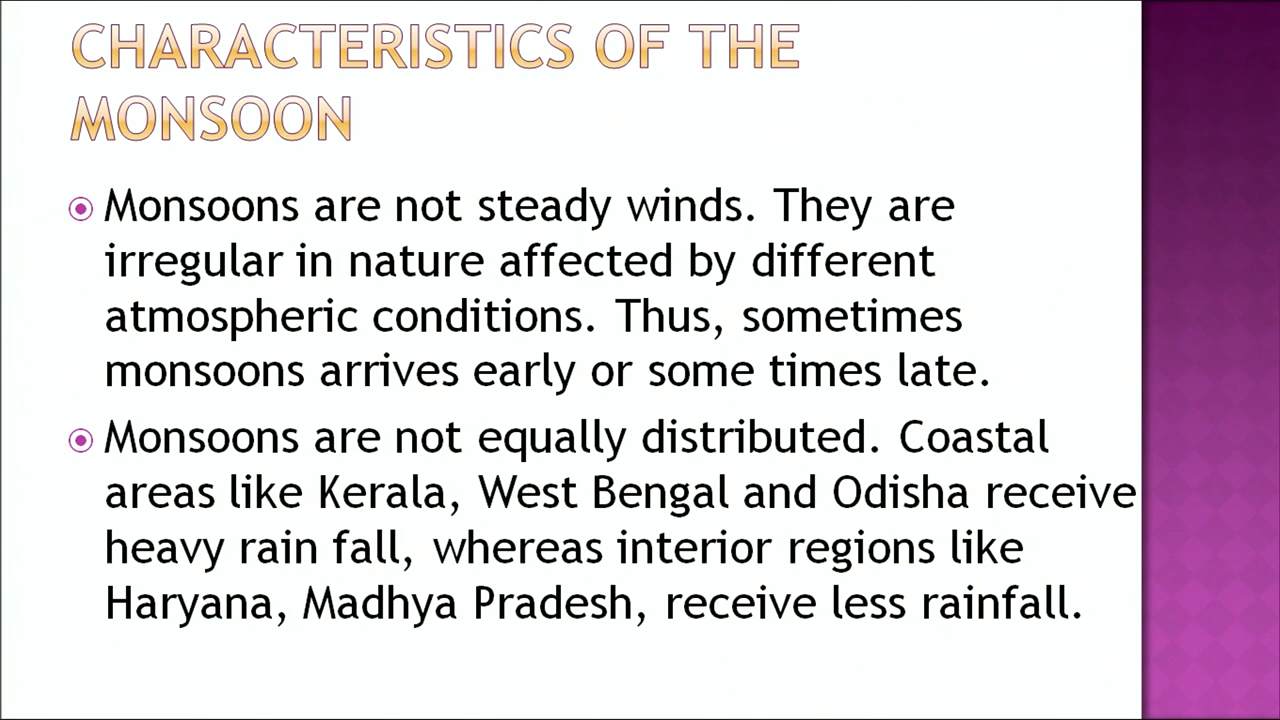 CHARACTERISTICS OF THE
MONSOON
Monsoons are not steady winds. They are
irregular in nature affected by different
atmospheric conditions. Thus, sometimes
monsoons arrives early or some times late.
Monsoons are not equally distributed. Coastal
areas like Kerala, West Bengal and Odisha receive
heavy rain fall, whereas interior regions like
Haryana, Madhya Pradesh, receive less rainfall.